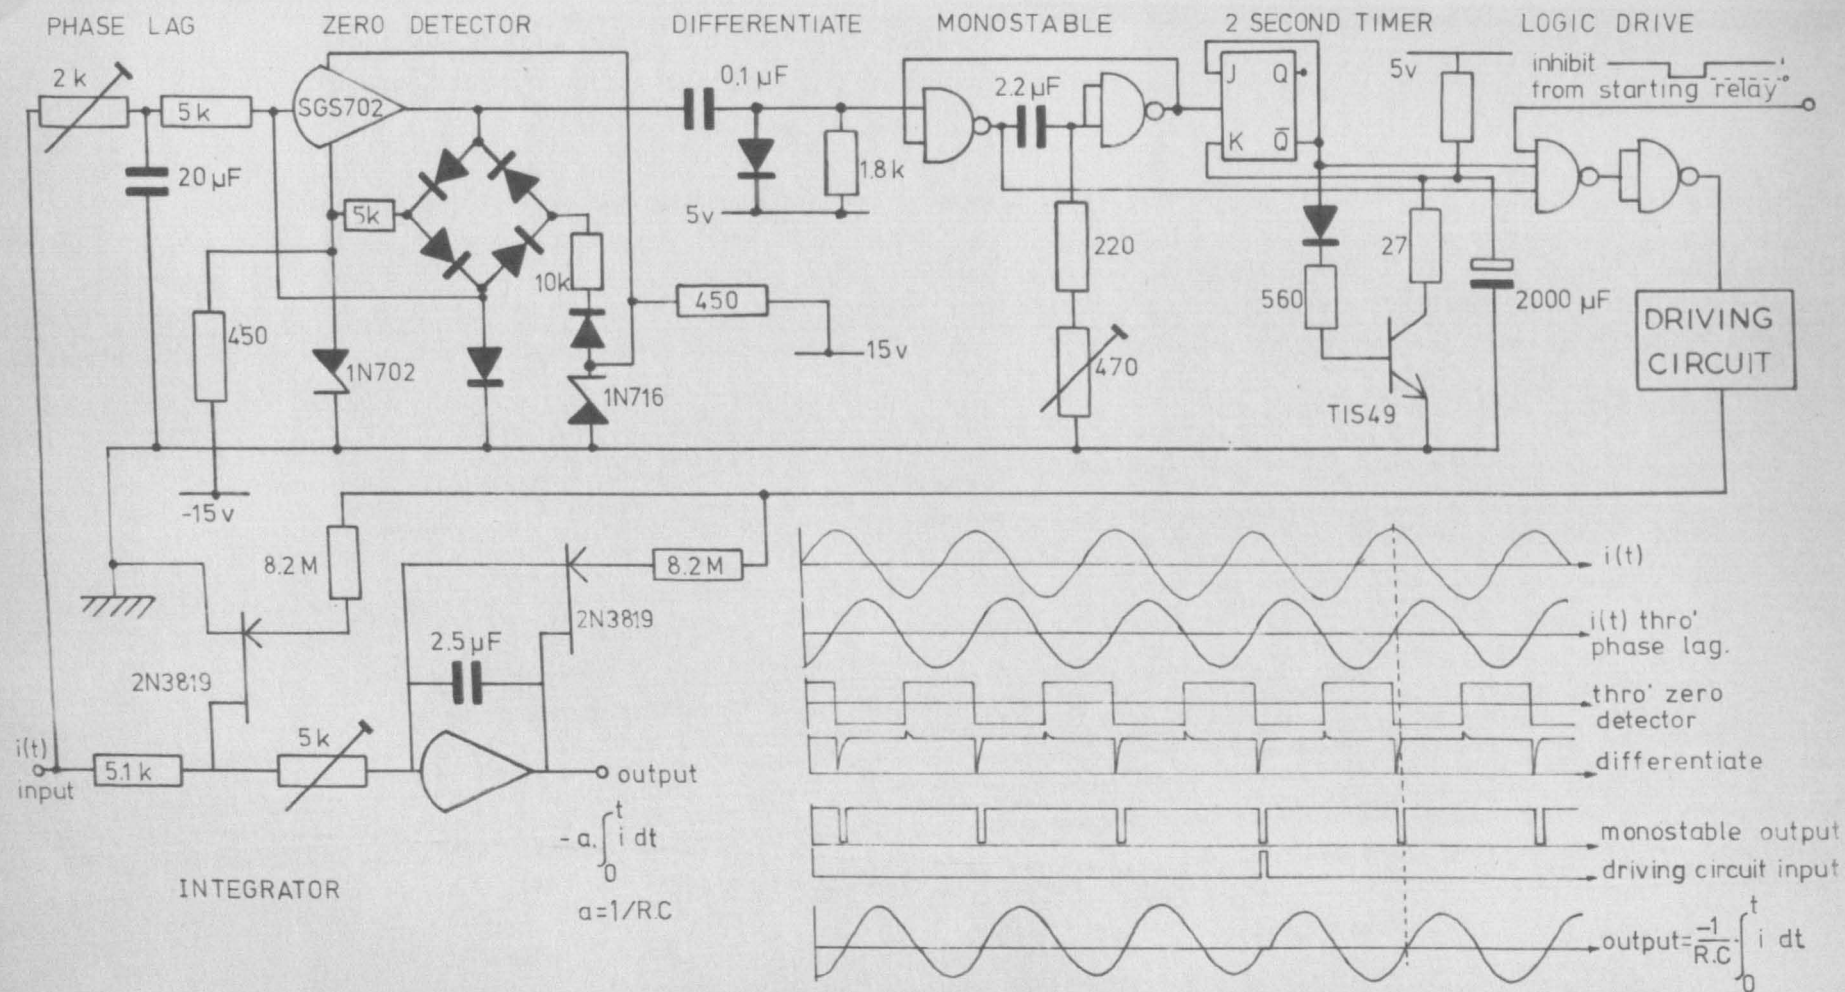 PHASE LAG
ZERO DETECTOR
DIFFERENTIATE
MONOSTABLE
2 SECOND TIMER
LOGIC DRIVE
2 k
5 k
SGS702
20 µF
5k
10k
450
1N702
1N716
450
15v
-15v
0.1 µF
1.8 k
5v
2.2 µF
220
470
J Q
K Q̅
5v
inhibit
from starting relay
27
560
2000 µF
TIS49
DRIVING
CIRCUIT
8.2 M
8.2 M
2N3819
2N3819
2.5 µF
i(t)
input
5.1 k
5 k
output
- a. ∫ i dt
t
0
a=1/R.C
INTEGRATOR
i(t)
i(t) thro'
phase lag.
thro' zero
detector
differentiate
monostable output
driving circuit input
output= -1/R.C ∫ i dt
t
0